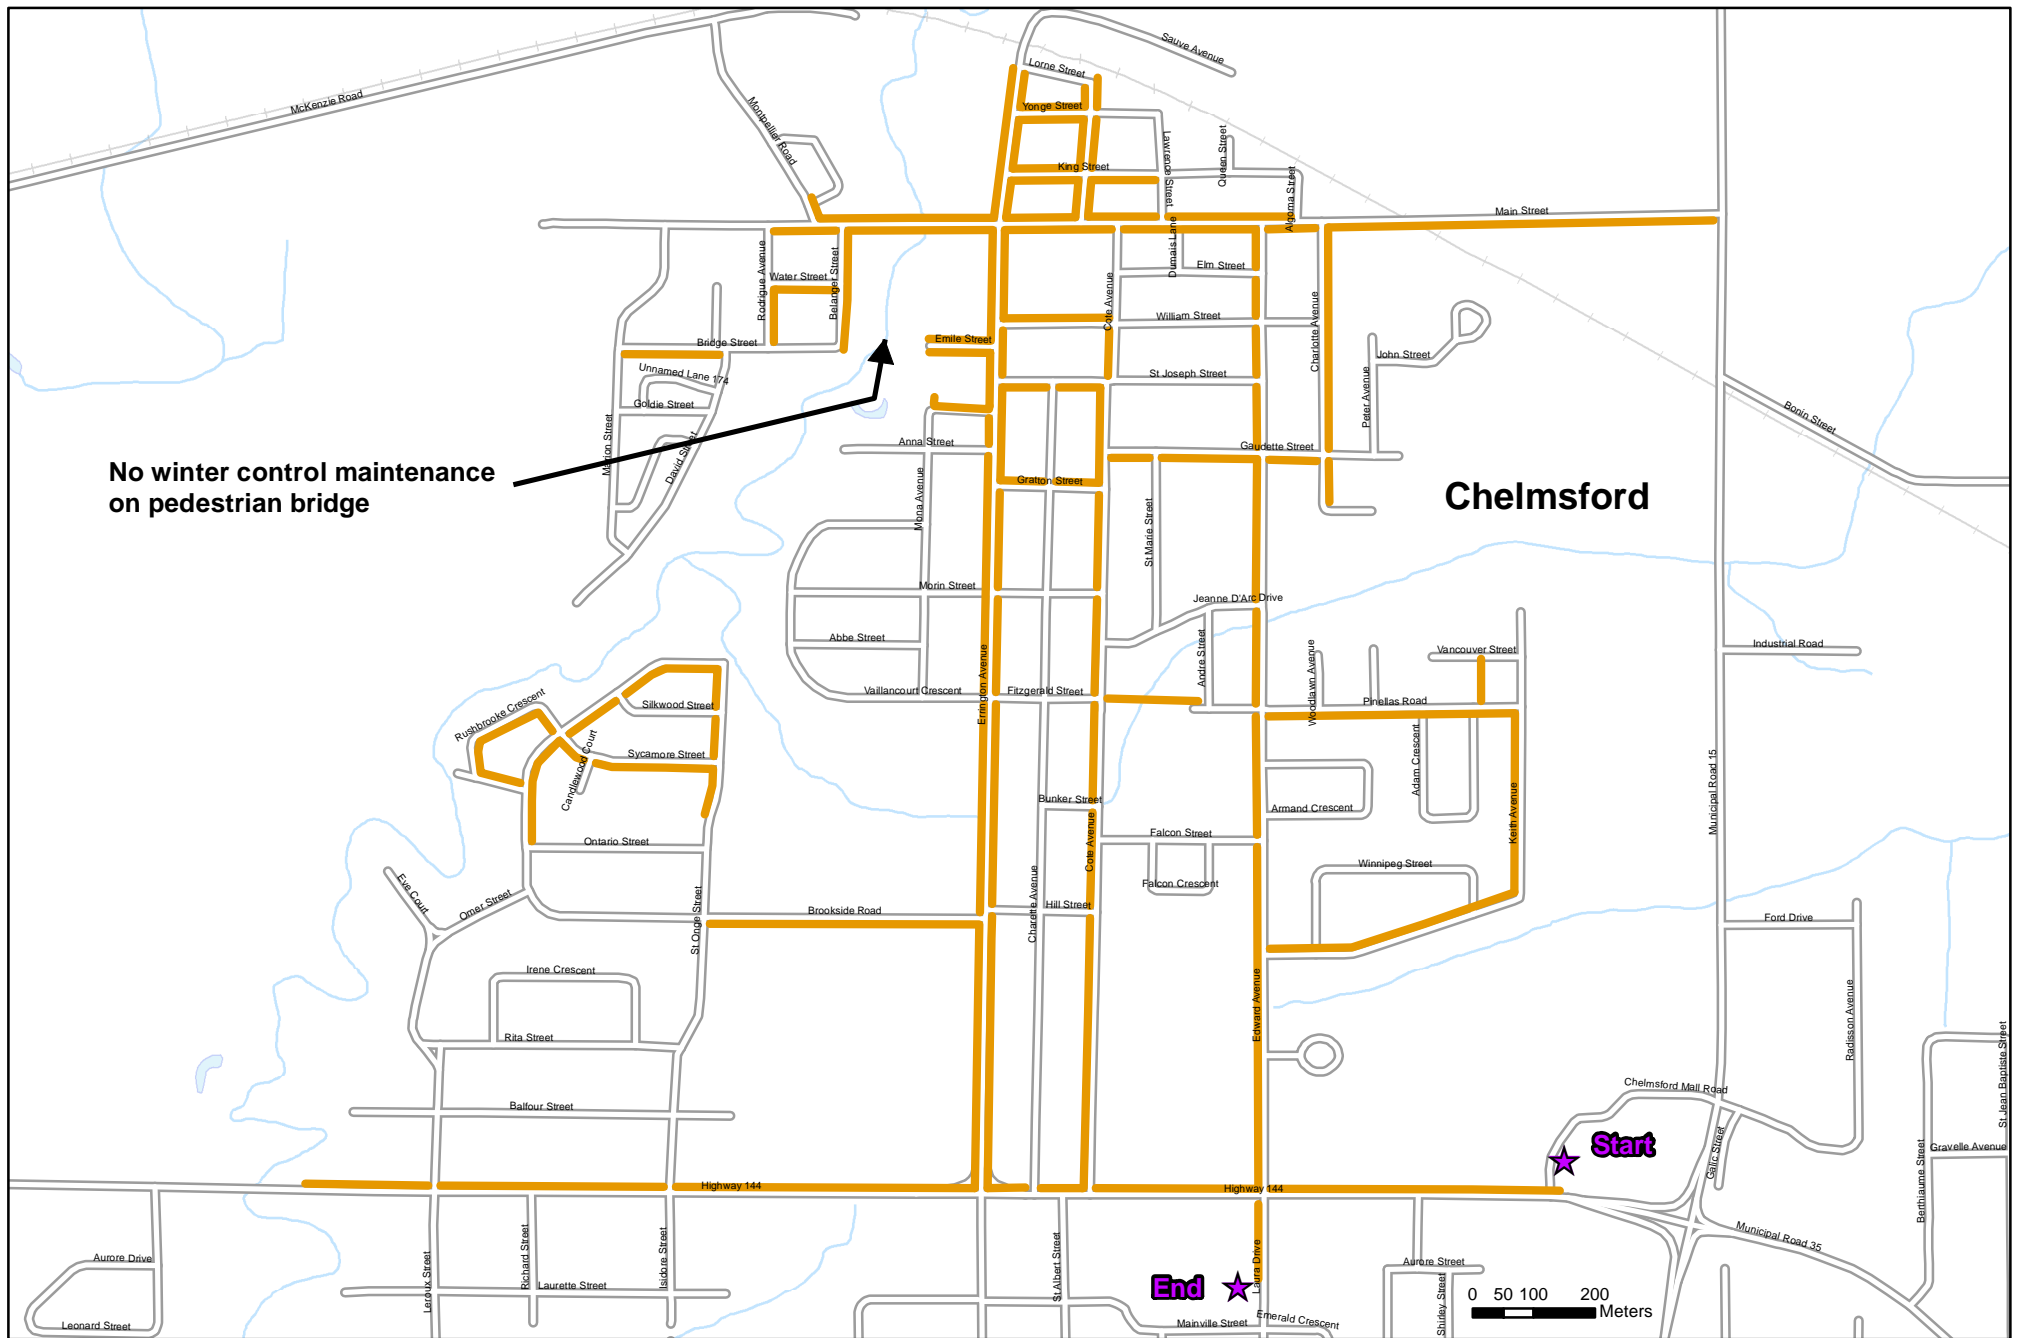 Sauve Avenue
Lorne Street
McKenzie Road
Montpellier Road
Yonge Street
Lawrence Street
Queen Street
King Street
Algoma Street
Main Street
Rodrigue Avenue
Water Street
Belanger Street
Dumais Lane
Elm Street
Cote Avenue
William Street
Charlotte Avenue
Emile Street
Bridge Street
John Street
Unnamed Lane 174
St Joseph Street
Peter Avenue
Goldie Street
Bonin Street
Marion Street
David Street
Anna Street
Gaudette Street
No winter control maintenance
on pedestrian bridge
Gratton Street
Chelmsford
Mona Avenue
St Marie Street
Morin Street
Jeanne D'Arc Drive
Abbe Street
Andre Street
Woodlawn Avenue
Vancouver Street
Industrial Road
Errington Avenue
Vaillancourt Crescent
Fitzgerald Street
Pinellas Road
Rushbrooke Crescent
Silkwood Street
Sycamore Street
Candlewood Court
Adam Crescent
Municipal Road 15
Bunker Street
Armand Crescent
Keith Avenue
Cote Avenue
Falcon Street
Ontario Street
Winnipeg Street
Falcon Crescent
Eve Court
Omer Street
Brookside Road
Charette Avenue
Hill Street
St Onge Street
Ford Drive
Irene Crescent
Edward Avenue
Radisson Avenue
Rita Street
St Jean Baptiste Street
Chelmsford Mall Road
Balfour Street
Galic Street
Start
Gravelle Avenue
Highway 144
Highway 144
Berthiaume Street
Municipal Road 35
Aurore Drive
Leroux Street
Richard Street
Isidore Street
Laurette Street
St Albert Street
End
Laura Drive
Aurore Street
Shirley Street
0 50 100 200
Meters
Leonard Street
Mainville Street
Emerald Crescent